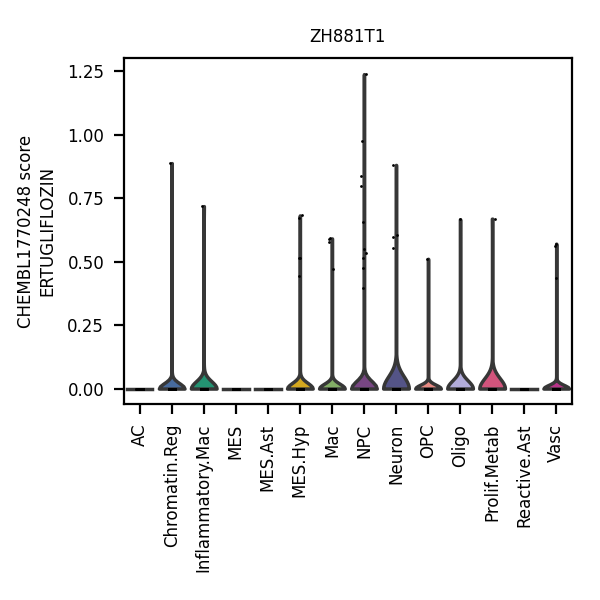 ZH881T1
CHEMBL1770248 score
ERTUGLIFLOZIN
1.25
1.00
0.75
0.50
0.25
0.00
AC
Chromatin.Reg
Inflammatory.Mac
MES
MES.Ast
MES.Hyp
Mac
NPC
Neuron
OPC
Oligo
Prolif.Metab
Reactive.Ast
Vasc